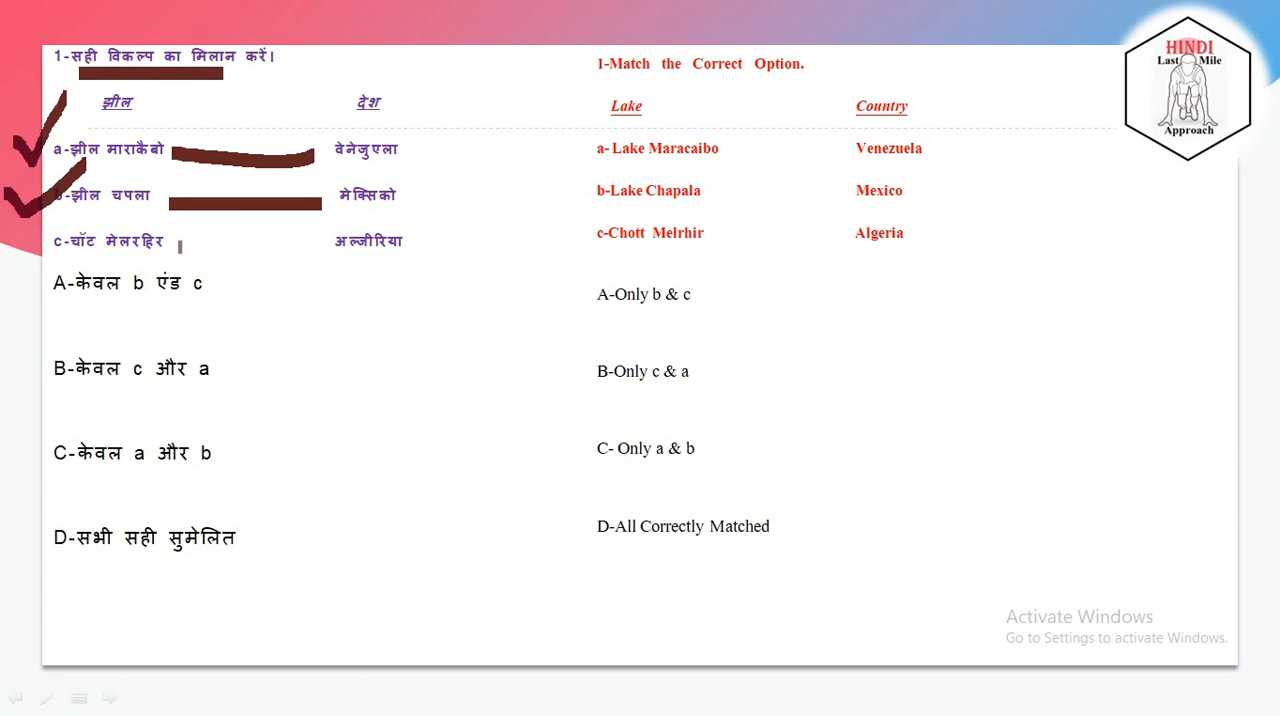 1-सही विकल्प का मिलान करें।
झील देश
a-झील माराकैबो वेनेजुएला
b-झील चपला मेक्सिको
c-चॉट मेलरहिर अल्जीरिया
A-केवल b एंड c
B-केवल c और a
C-केवल a और b
D-सभी सही सुमेलित
1-Match the Correct Option.
Lake Country
a- Lake Maracaibo Venezuela
b-Lake Chapala Mexico
c-Chott Melrhir Algeria
A-Only b & c
B-Only c & a
C- Only a & b
D-All Correctly Matched
HINDI
Last Mile
Approach
Activate Windows
Go to Settings to activate Windows.